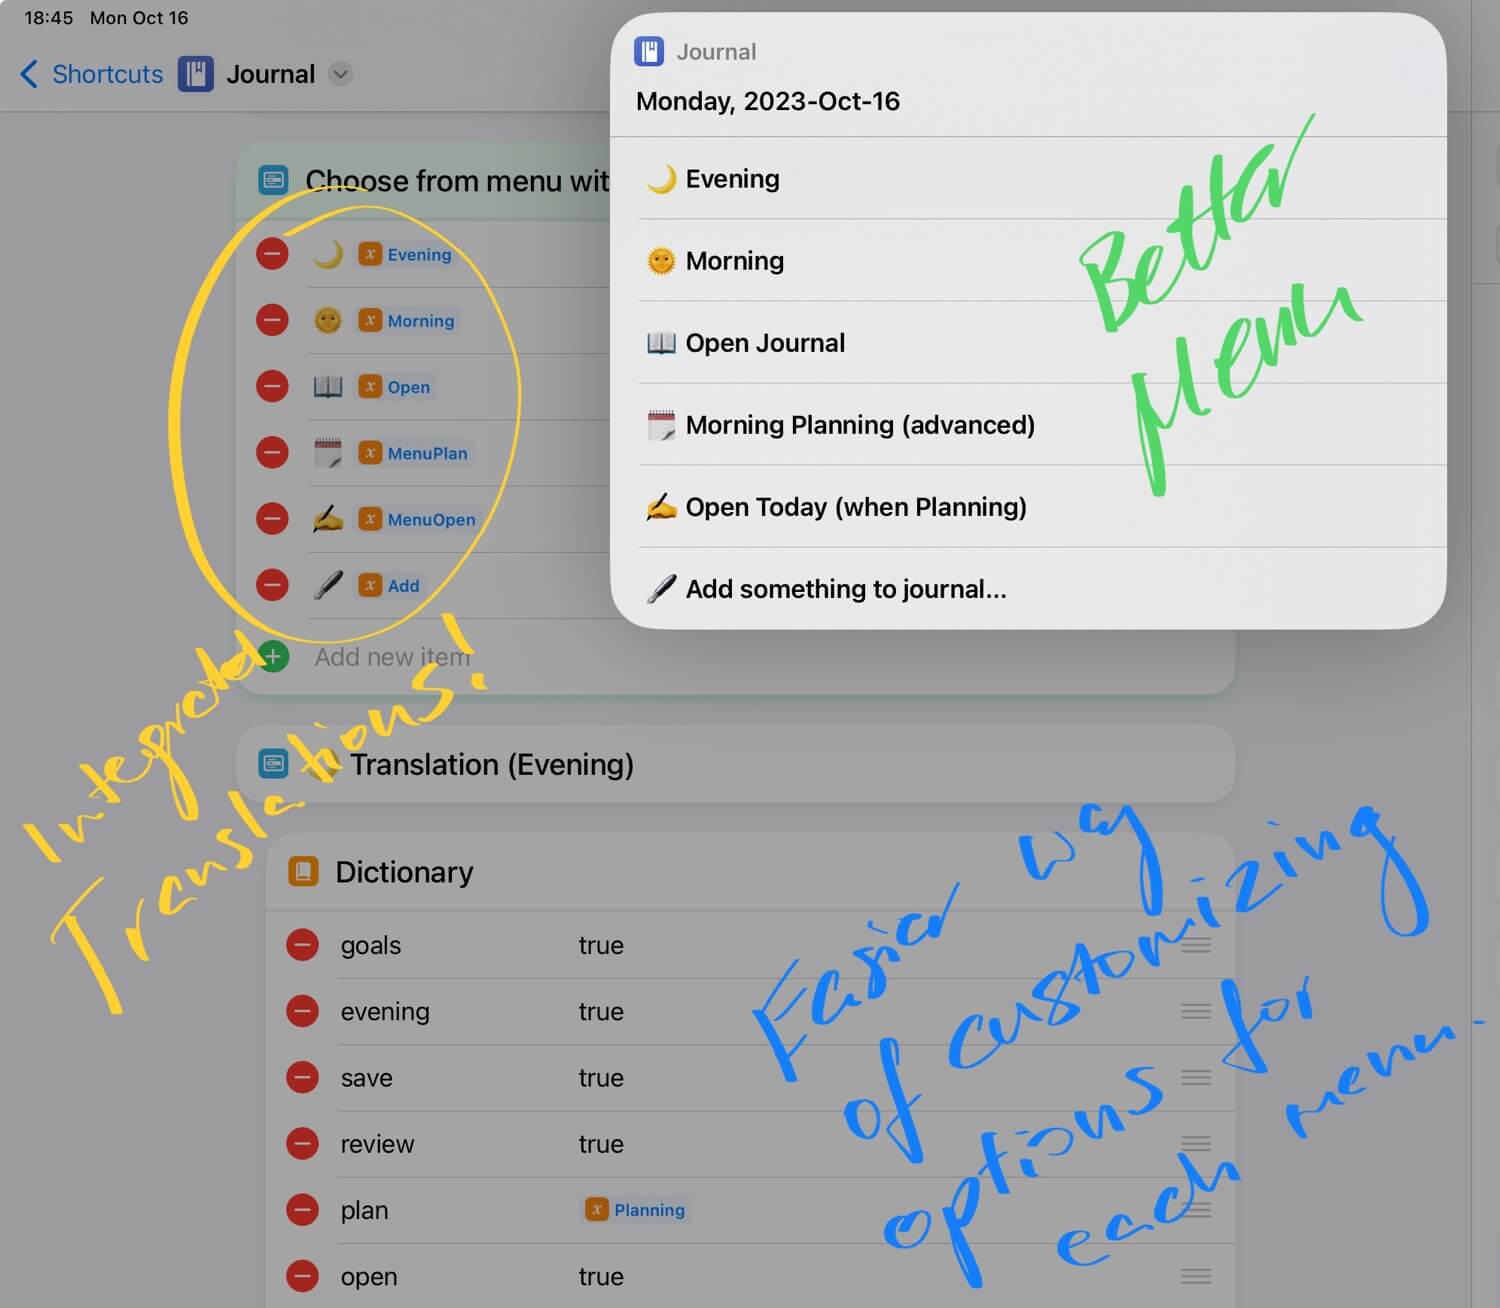 18:45 Mon Oct 16
Shortcuts Journal
Choose from menu wit
Evening
Morning
Open
MenuPlan
MenuOpen
Add
Add new item
Journal
Monday, 2023-Oct-16
Evening
Morning
Open Journal
Morning Planning (advanced)
Open Today (when Planning)
Add something to journal...
Better
Menu
Integrated
Translations!
Translation (Evening)
Dictionary
goals true
evening true
save true
review true
plan Planning
open true
Easier way
of customizing
options for
each menu.